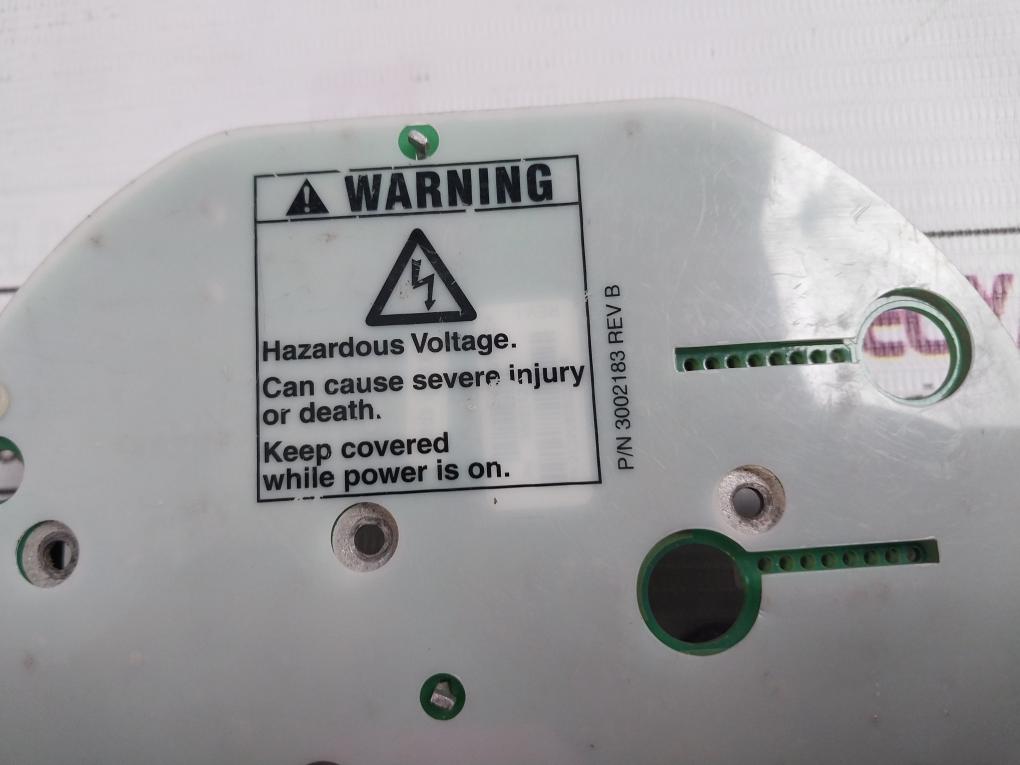 WARNING
Hazardous Voltage.
Can cause severe injury
or death.
Keep covered
while power is on.
P/N 3002183 REV B